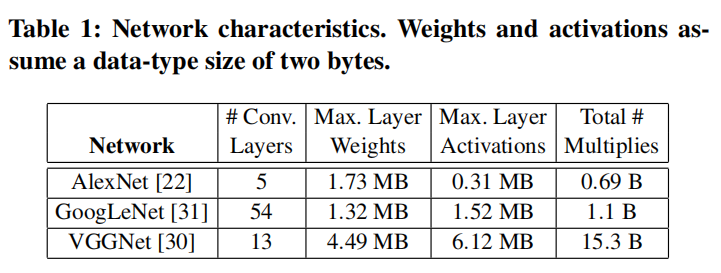 Table 1: Network characteristics. Weights and activations as-
sume a data-type size of two bytes.
Network # Conv. Layers Max. Layer Weights Max. Layer Activations Total # Multiplies
AlexNet [22] 5 1.73 MB 0.31 MB 0.69 B
GoogLeNet [31] 54 1.32 MB 1.52 MB 1.1 B
VGGNet [30] 13 4.49 MB 6.12 MB 15.3 B